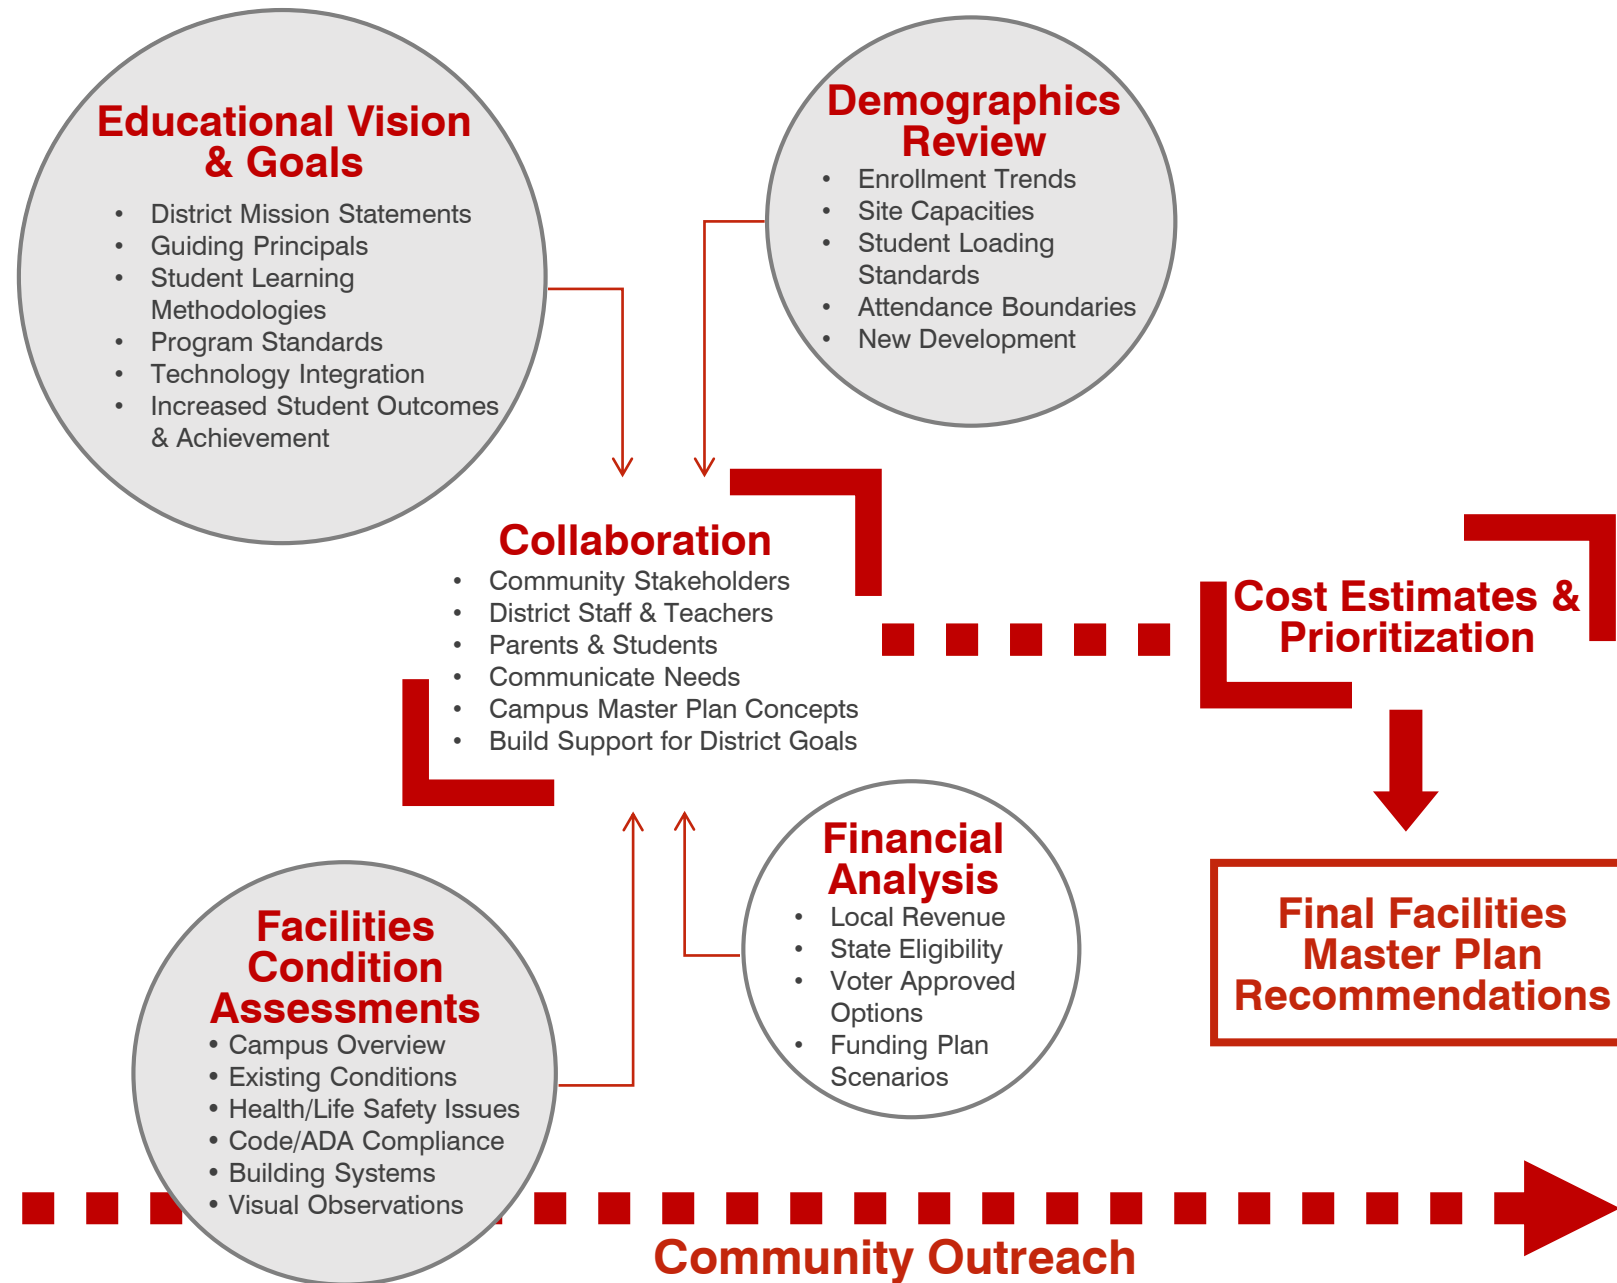 Educational Vision
& Goals
• District Mission Statements
• Guiding Principals
• Student Learning
Methodologies
• Program Standards
• Technology Integration
• Increased Student Outcomes
& Achievement
Demographics
Review
• Enrollment Trends
• Site Capacities
• Student Loading
Standards
• Attendance Boundaries
• New Development
Collaboration
• Community Stakeholders
• District Staff & Teachers
• Parents & Students
• Communicate Needs
• Campus Master Plan Concepts
• Build Support for District Goals
Cost Estimates &
Prioritization
Facilities
Condition
Assessments
• Campus Overview
• Existing Conditions
• Health/Life Safety Issues
• Code/ADA Compliance
• Building Systems
• Visual Observations
Financial
Analysis
• Local Revenue
• State Eligibility
• Voter Approved
Options
• Funding Plan
Scenarios
Final Facilities
Master Plan
Recommendations
Community Outreach